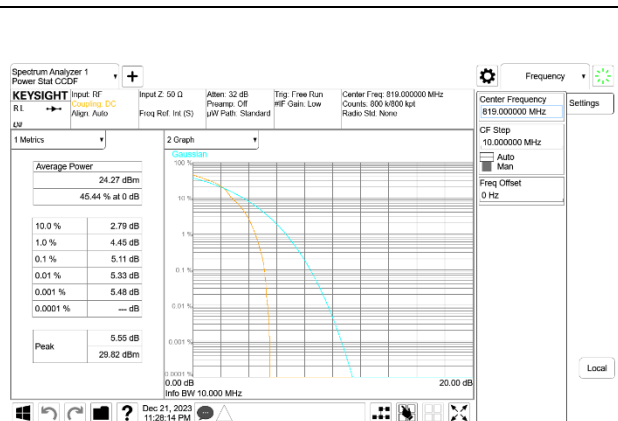 Spectrum Analyzer 1
Power Stat CCDF
Frequency
KEYSIGHT
RL
Input: RF
Coupling: DC
Align: Auto
Input Z: 50 Ω
Freq Ref: Int (S)
Atten: 32 dB
Preamp: Off
µW Path: Standard
Trig: Free Run
#IF Gain: Low
Center Freq: 819.000000 MHz
Counts: 800 k/800 kpt
Radio Std: None
Center Frequency
819.000000 MHz
Settings
CF Step
10.000000 MHz
Auto
Man
Freq Offset
0 Hz
1 Metrics
2 Graph
Average Power
24.27 dBm
45.44 % at 0 dB
10.0 % 2.79 dB
1.0 % 4.45 dB
0.1 % 5.11 dB
0.01 % 5.33 dB
0.001 % 5.48 dB
0.0001 % --- dB
Peak
5.55 dB
29.82 dBm
Gaussian
100 %
10 %
1 %
0.1 %
0.01 %
0.001 %
0.0001 %
0.00 dB
20.00 dB
Info BW 10.000 MHz
Local
?
Dec 21, 2023
11:28:14 PM